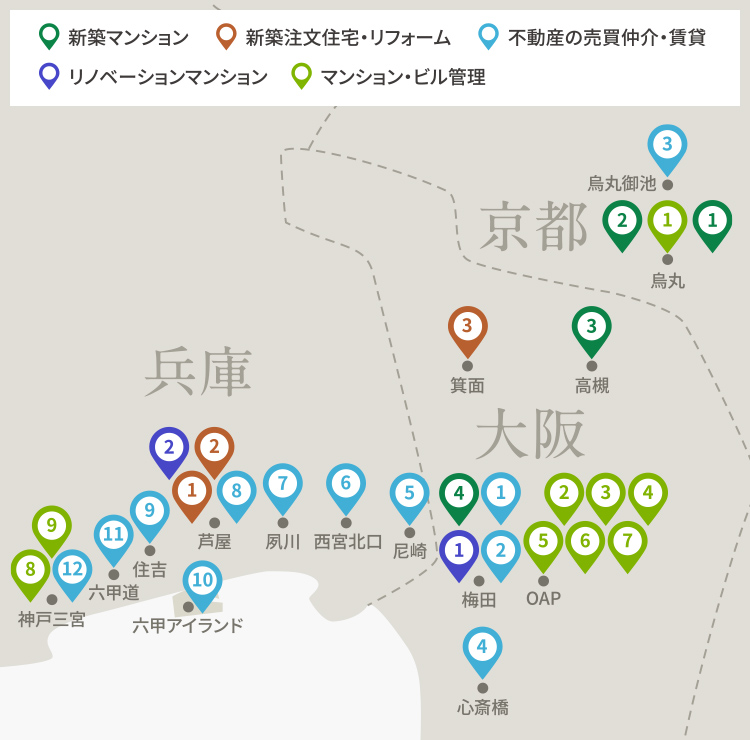 新築マンション 新築注文住宅・リフォーム 不動産の売買仲介・賃貸
リノベーションマンション マンション・ビル管理
3
烏丸御池
京都
2 1 1
烏丸
3 3
箕面 高槻
兵庫
大阪
2 2
1 8 7 6 5 4 1 2 3 4
芦屋 夙川 西宮北口 尼崎
9 9 11
5 6 7
1 2
住吉
8 12 10
六甲道
梅田 OAP
神戸三宮 六甲アイランド
4
心斎橋